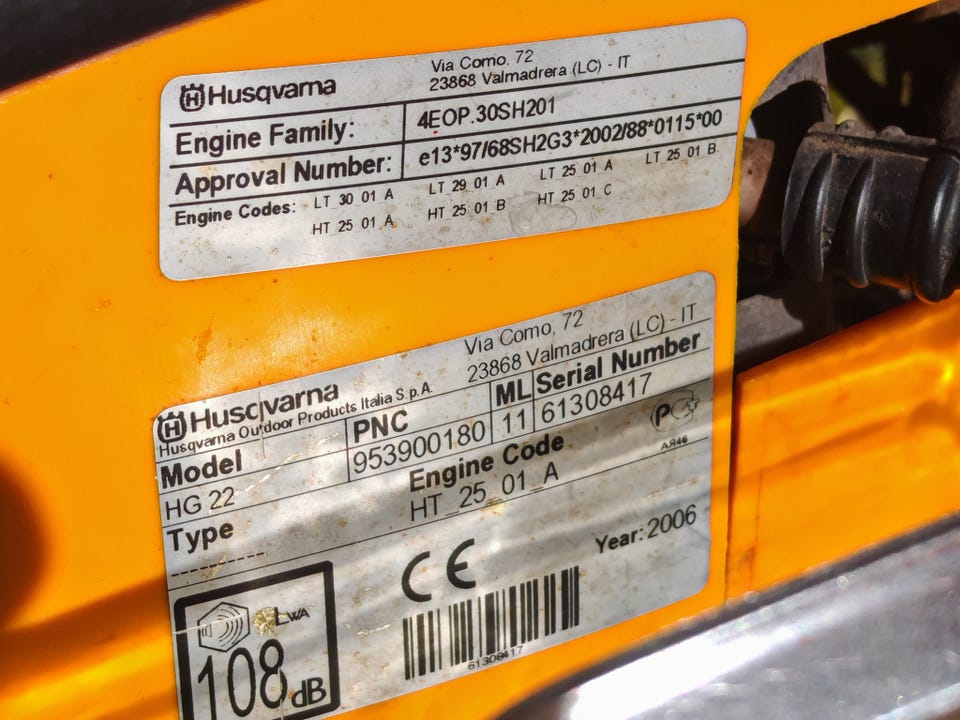 Husqvarna
Via Como, 72
23868 Valmadrera (LC) - IT
Engine Family: 4EOP.30SH201
Approval Number: e13*97/68SH2G3*2002/88*0115*00
Engine Codes: LT 30 01 A LT 29 01 A LT 25 01 A LT 25 01 B
HT 25 01 A HT 25 01 B HT 25 01 C
Husqvarna
Via Como, 72
Husqvarna Outdoor Products Italia S.p.A.
23868 Valmadrera (LC) - IT
Model PNC ML Serial Number
HG 22 953900180 11 61308417
Type Engine Code
HT_25_01_A
PCT
АЯ46
CE
Year: 2006
LWA
108 dB
61308417